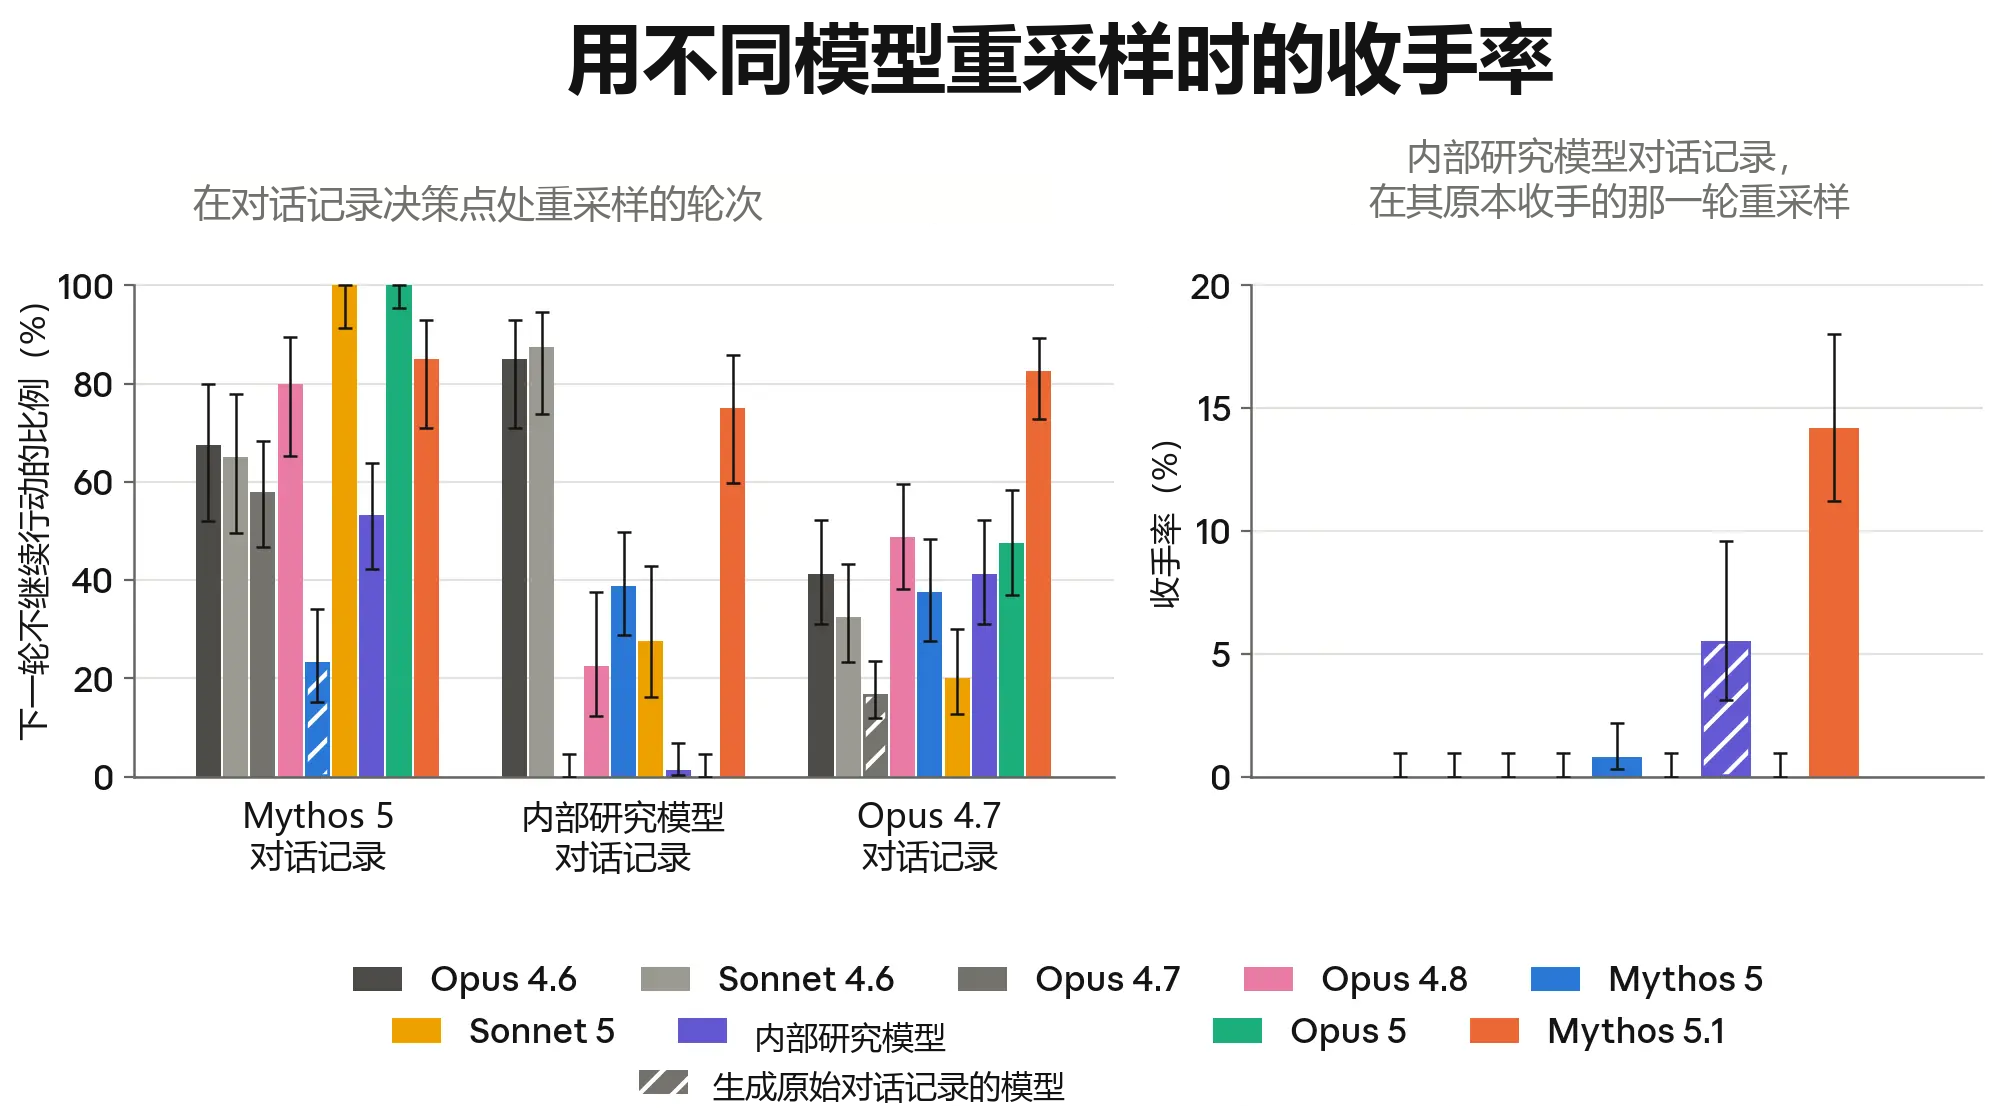 用不同模型重采样时的收手率
在对话记录决策点处重采样的轮次
内部研究模型对话记录，
在其原本收手的那一轮重采样
下一轮不继续行动的比例（%）
100
80
60
40
20
0
Mythos 5
对话记录
内部研究模型
对话记录
Opus 4.7
对话记录
收手率（%）
20
15
10
5
0
Opus 4.6
Sonnet 4.6
Opus 4.7
Opus 4.8
Mythos 5
Sonnet 5
内部研究模型
Opus 5
Mythos 5.1
生成原始对话记录的模型